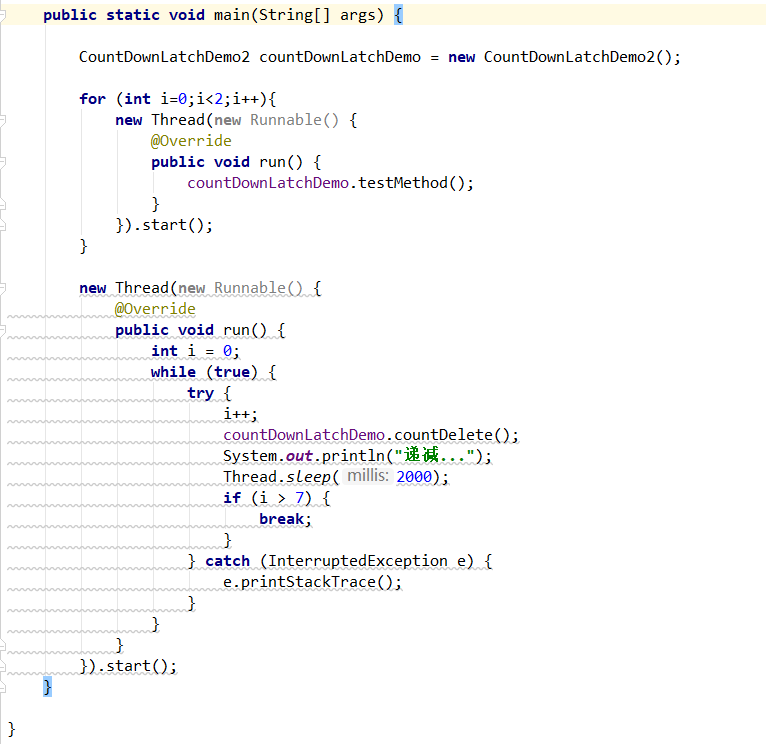 public static void main(String[] args) {
CountDownLatchDemo2 countDownLatchDemo = new CountDownLatchDemo2();
for (int i=0;i<2;i++){
new Thread(new Runnable() {
@Override
public void run() {
countDownLatchDemo.testMethod();
}
}).start();
}
new Thread(new Runnable() {
@Override
public void run() {
int i = 0;
while (true) {
try {
i++;
countDownLatchDemo.countDelete();
System.out.println("递减...");
Thread.sleep( millis: 2000);
if (i > 7) {
break;
}
} catch (InterruptedException e) {
e.printStackTrace();
}
}
}
}).start();
}
}